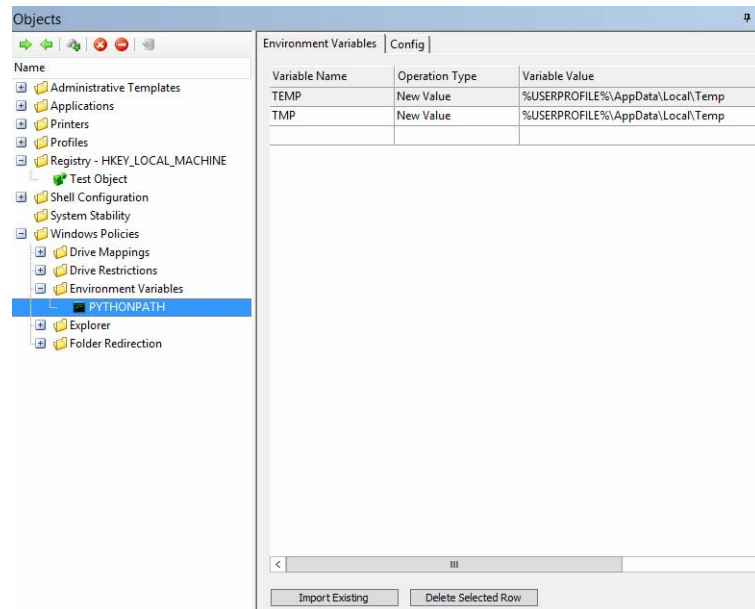 Objects
Name
Administrative Templates
Applications
Printers
Profiles
Registry - HKEY_LOCAL_MACHINE
Test Object
Shell Configuration
System Stability
Windows Policies
Drive Mappings
Drive Restrictions
Environment Variables
PYTHONPATH
Explorer
Folder Redirection
Environment Variables Config
Variable Name Operation Type Variable Value
TEMP New Value %USERPROFILE%\AppData\Local\Temp
TMP New Value %USERPROFILE%\AppData\Local\Temp
Import Existing Delete Selected Row